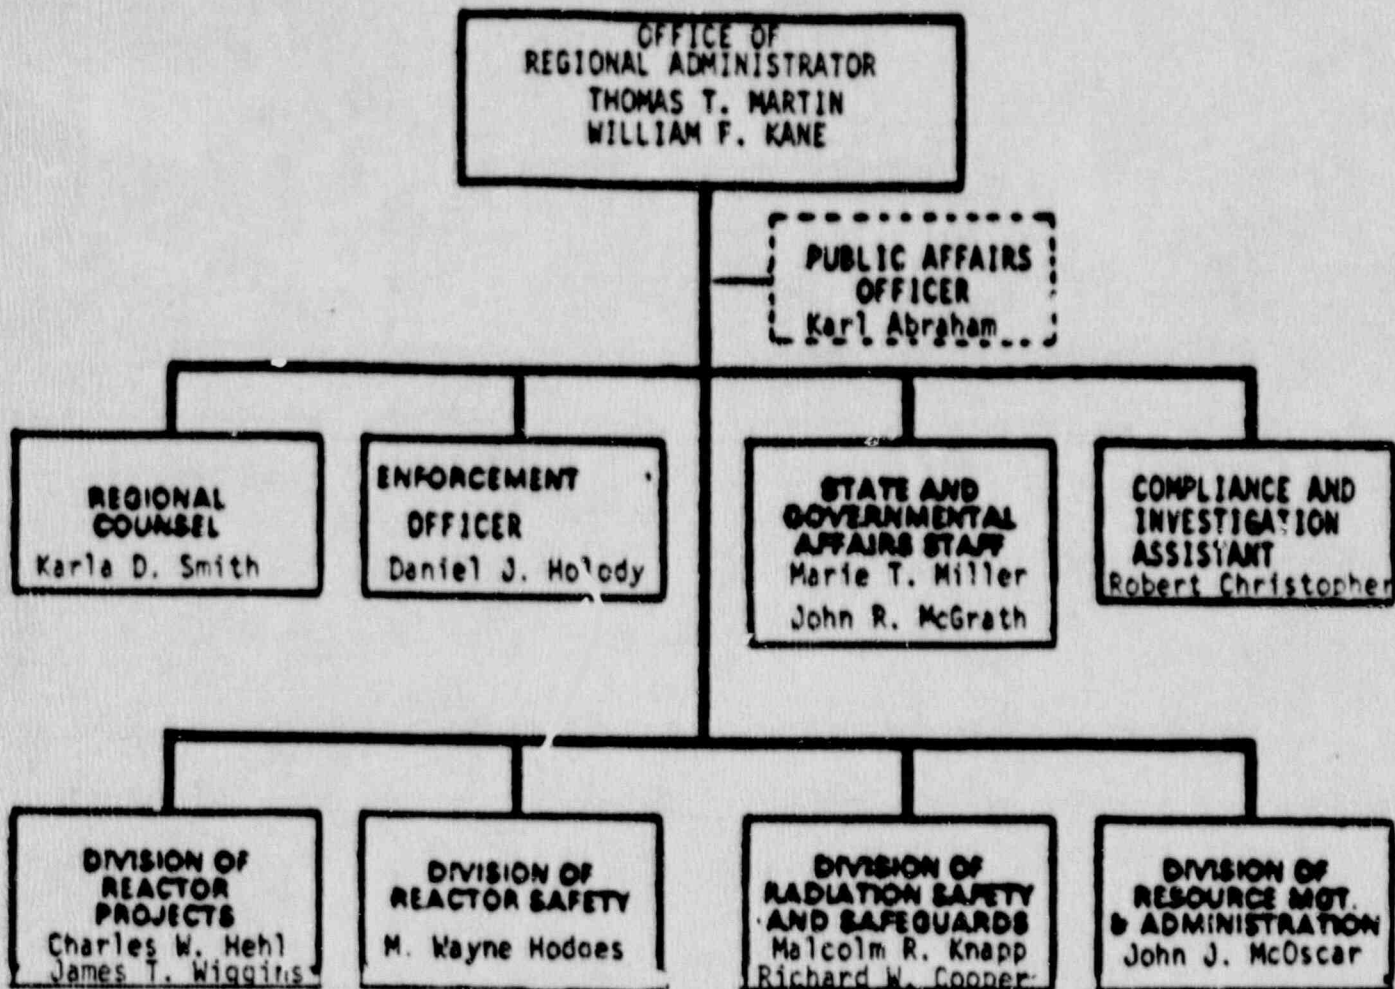 OFFICE OF
REGIONAL ADMINISTRATOR
THOMAS T. MARTIN
WILLIAM F. KANE
PUBLIC AFFAIRS
OFFICER
Karl Abraham
REGIONAL
COUNSEL
Karla D. Smith
ENFORCEMENT
OFFICER
Daniel J. Holody
STATE AND
GOVERNMENTAL
AFFAIRS STAFF
Marie T. Miller
John R. McGrath
COMPLIANCE AND
INVESTIGATION
ASSISTANT
Robert Christopher
DIVISION OF
REACTOR
PROJECTS
Charles W. Hehl
James T. Wiggins
DIVISION OF
REACTOR SAFETY
M. Wayne Hodges
DIVISION OF
RADIATION SAFETY
AND SAFEGUARDS
Malcolm R. Knapp
Richard W. Cooper
DIVISION OF
RESOURCE MGT.
& ADMINISTRATION
John J. McOscar